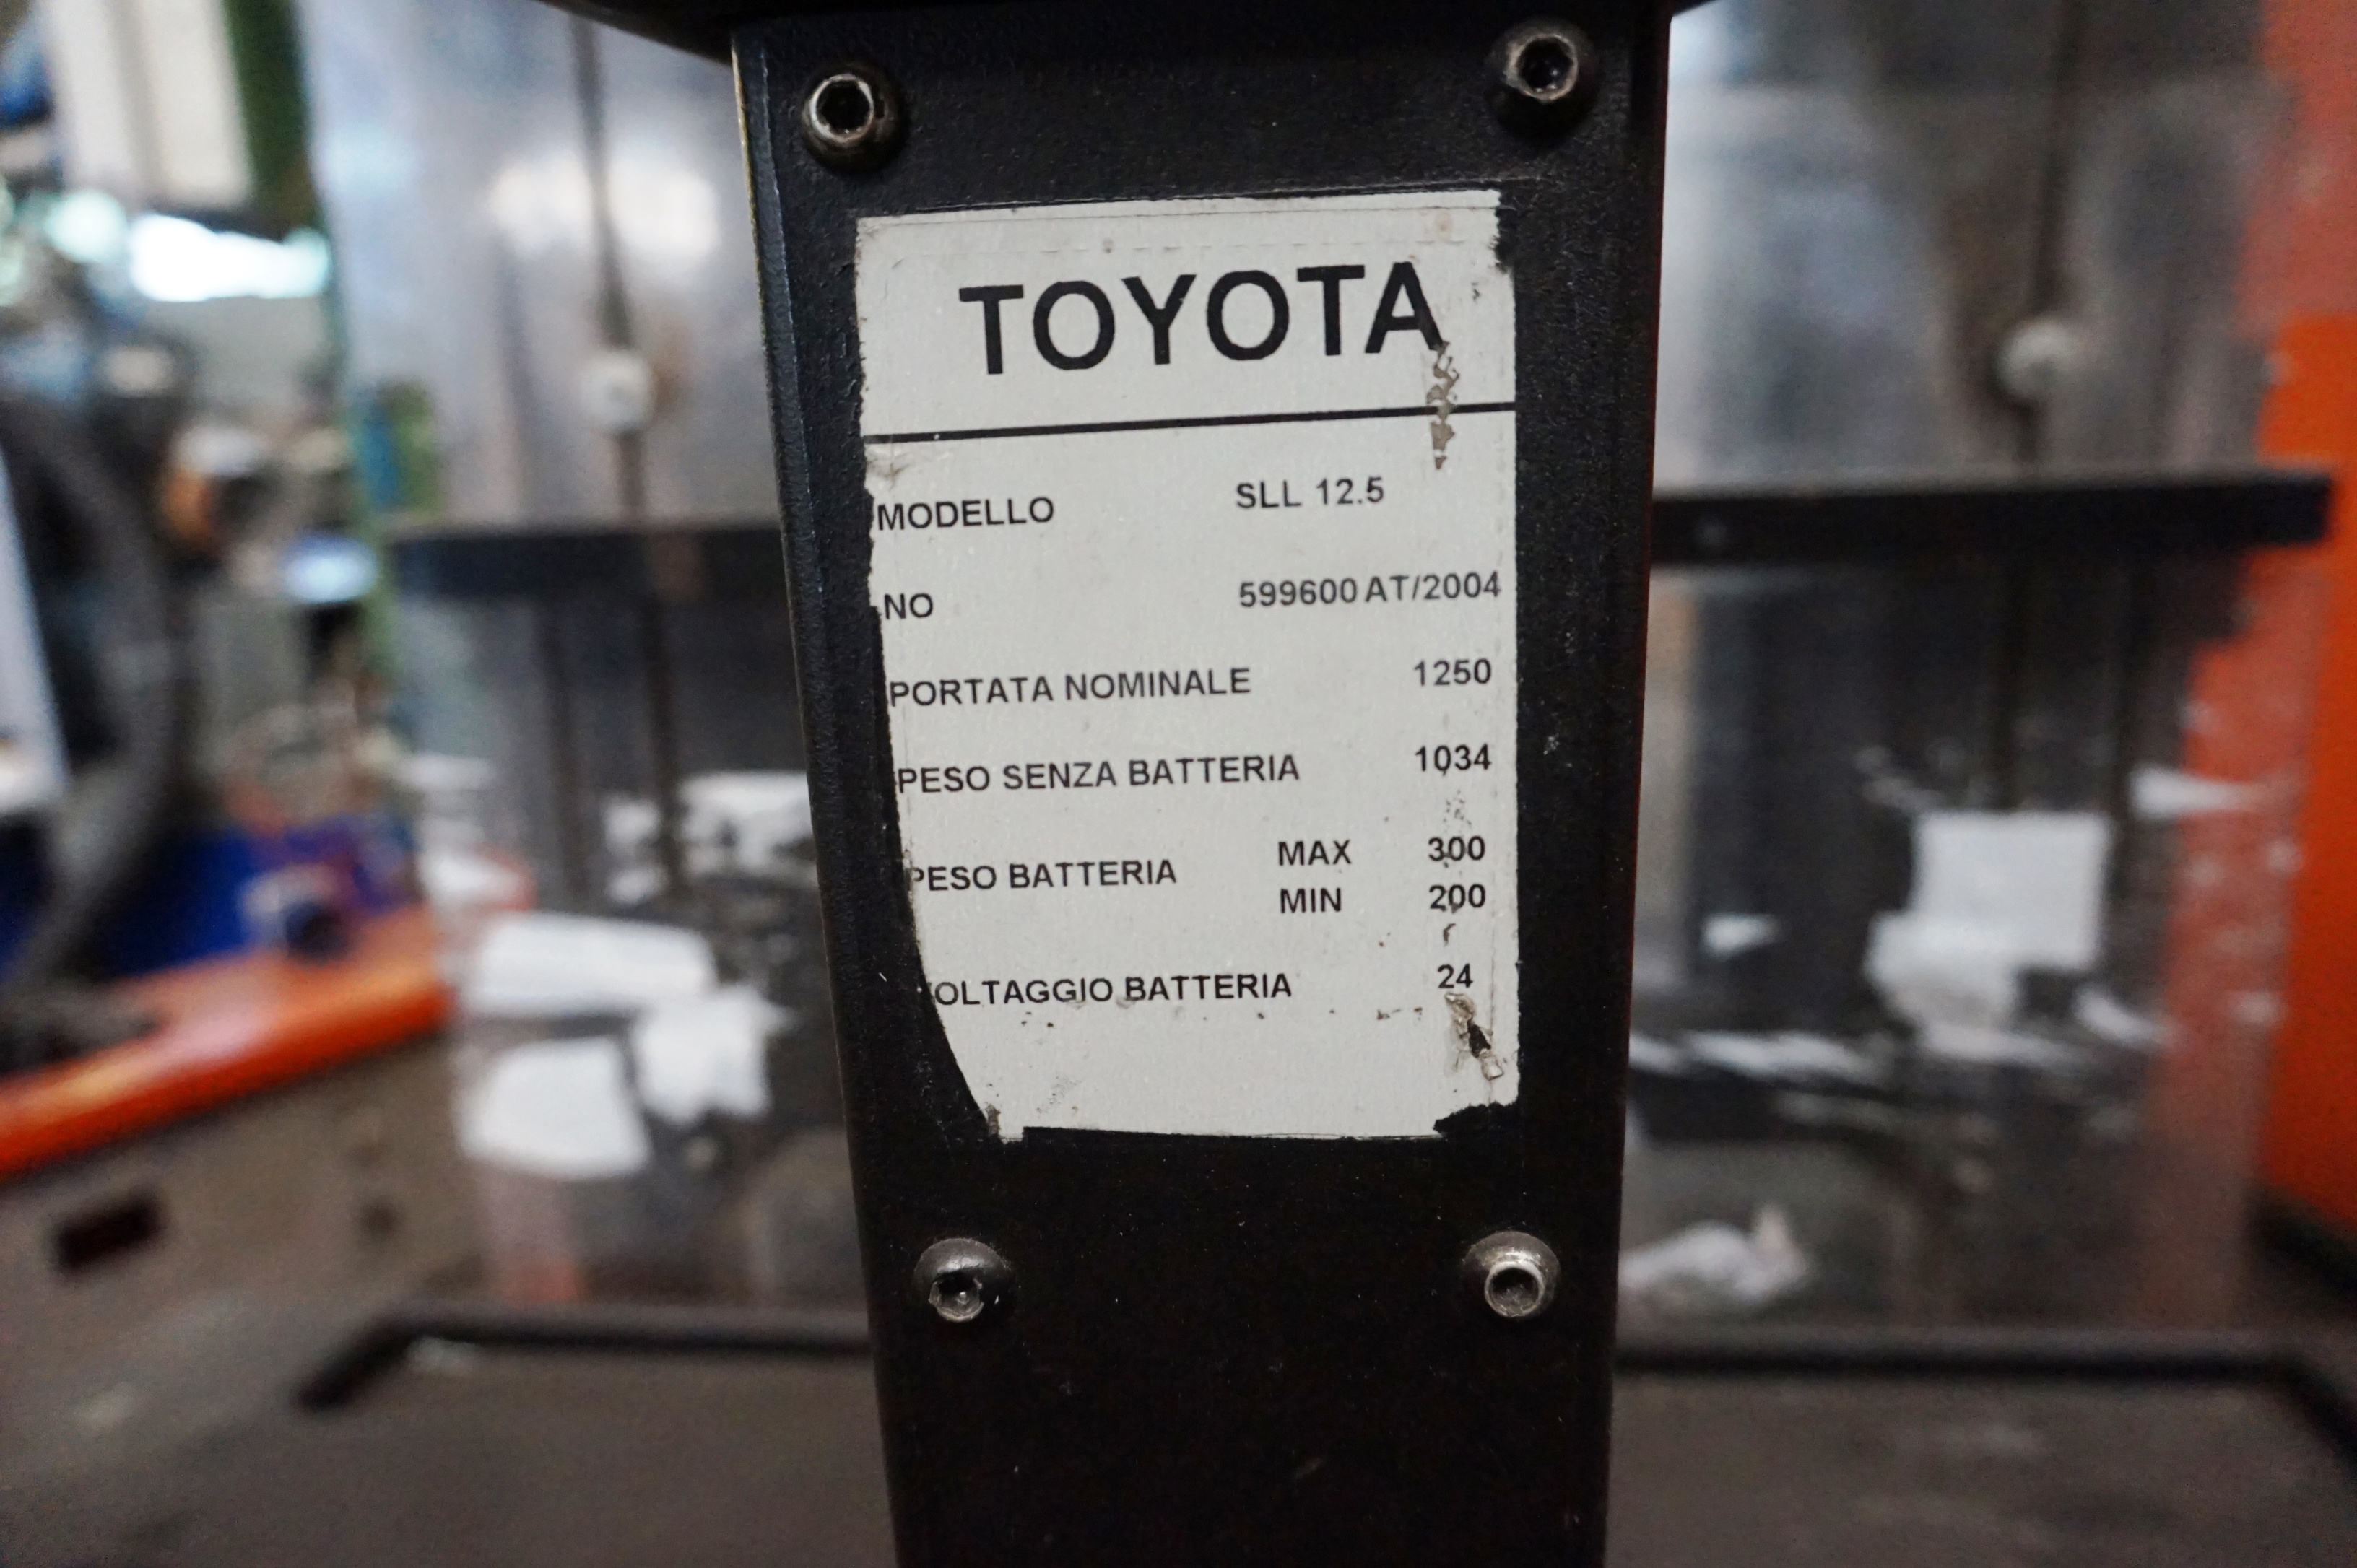 TOYOTA
MODELLO SLL 12.5
NO 599600 AT/2004
PORTATA NOMINALE 1250
PESO SENZA BATTERIA 1034
PESO BATTERIA MAX 300
MIN 200
OLTAGGIO BATTERIA 24